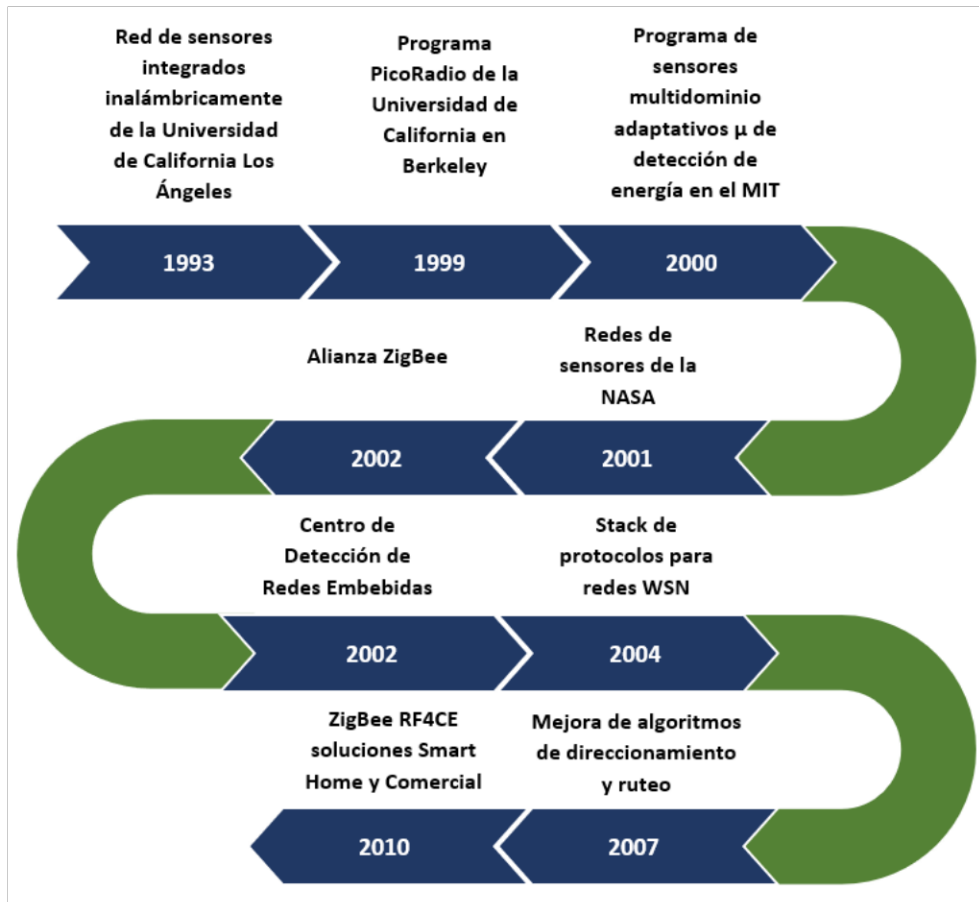 Red de sensores
integrados
inalámbricamente
de la Universidad
de California Los
Ángeles
Programa
PicoRadio de la
Universidad de
California en
Berkeley
Programa de
sensores
multidominio
adaptativos μ de
detección de
energía en el MIT
1993
1999
2000
Redes de
sensores de la
NASA
Alianza ZigBee
2001
2002
Centro de
Detección de
Redes Embebidas
Stack de
protocolos para
redes WSN
2002
2004
Mejora de algoritmos
de direccionamiento
y ruteo
ZigBee RF4CE
soluciones Smart
Home y Comercial
2007
2010